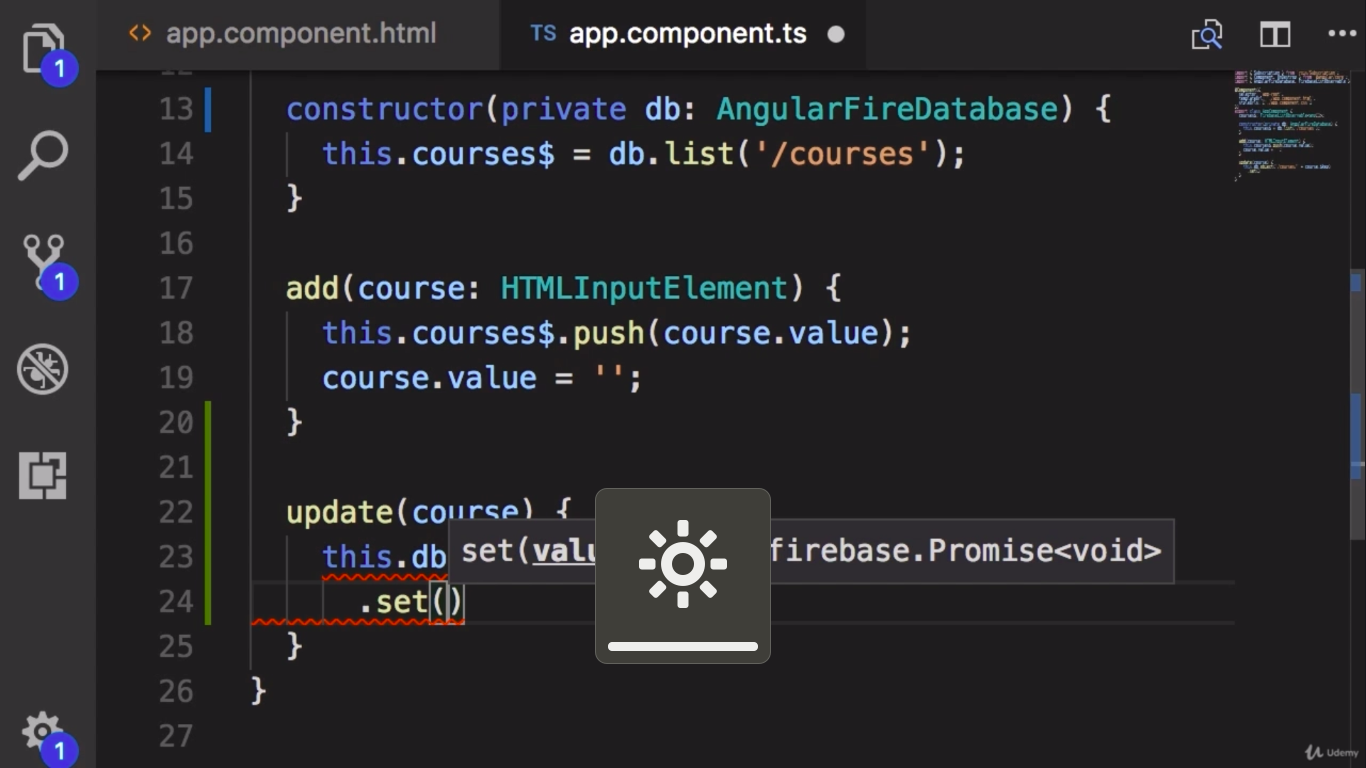 1
app.component.html
TS app.component.ts
13 constructor(private db: AngularFireDatabase) {
14 this.courses$ = db.list('/courses');
15 }
16
17 add(course: HTMLInputElement) {
18 this.courses$.push(course.value);
19 course.value = '';
20 }
21
1
22 update(course) {
23 this.db
set(valu firebase.Promise<void>
24 .set()
25 }
26 }
27
1
Udemy